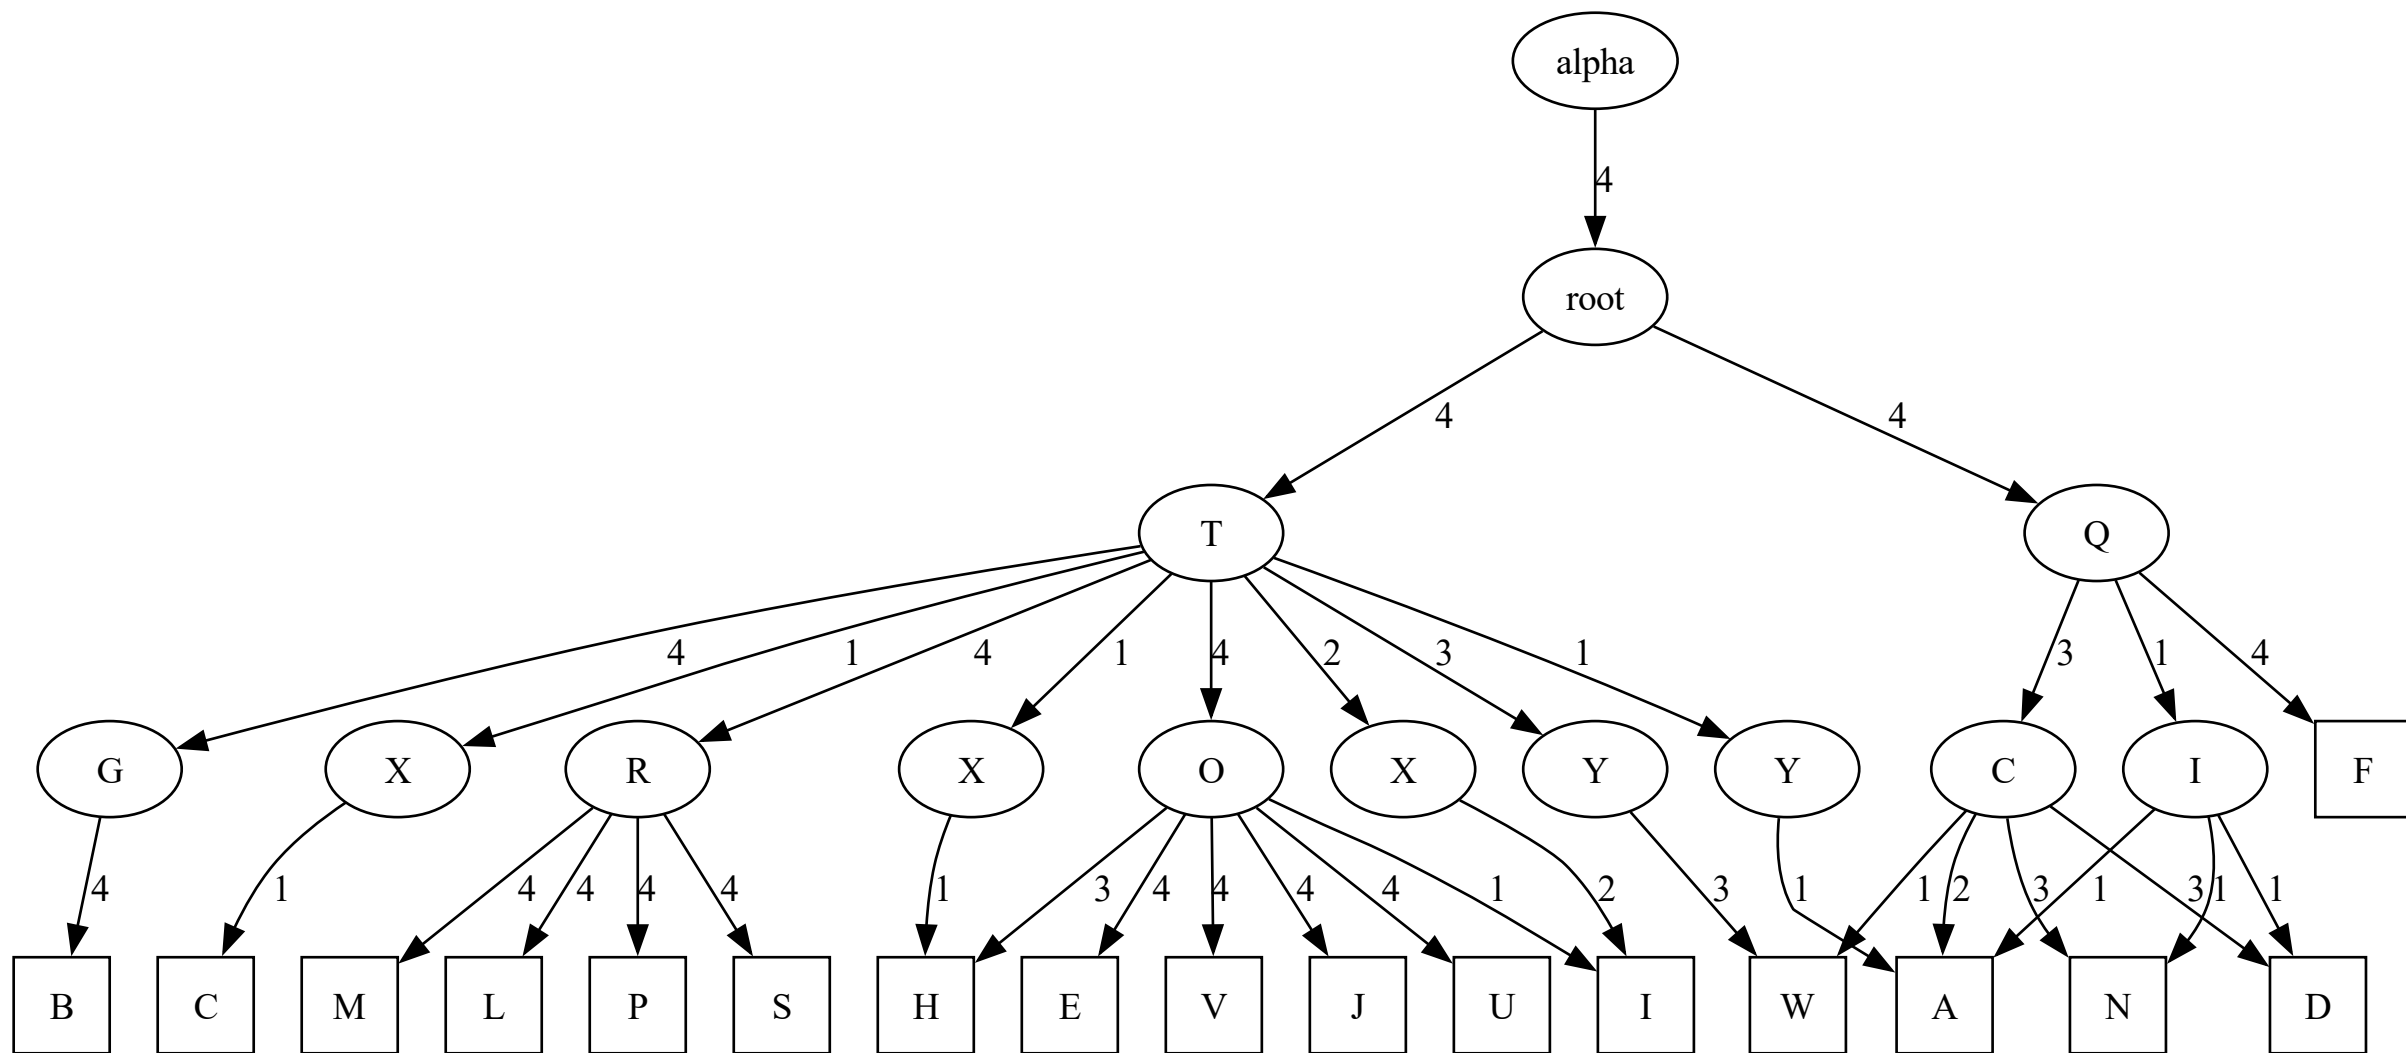 alpha
4
root
4 4
T Q
4 1 4 1 4 2 3 1 3 1 4
G X R X O X Y Y C I F
4 1 4 4 4 4 1 3 4 4 4 4 1 2 3 1 1 2 3 1 3 1 1
B C M L P S H E V J U I W A N D